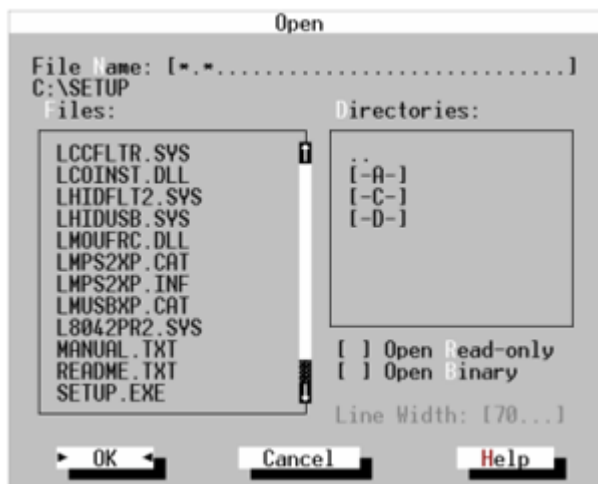 Open
File Name: [*.*..............................]
C:\SETUP
Files:
LCCFLTR.SYS
LCOINST.DLL
LHIDFLT2.SYS
LHIDUSB.SYS
LMOUFRC.DLL
LMPS2XP.CAT
LMPS2XP.INF
LMUSBXP.CAT
L8042PR2.SYS
MANUAL.TXT
README.TXT
SETUP.EXE
Directories:
..
[-A-]
[-C-]
[-D-]
[ ] Open Read-only
[ ] Open Binary
Line Width: [70...]
OK
Cancel
Help